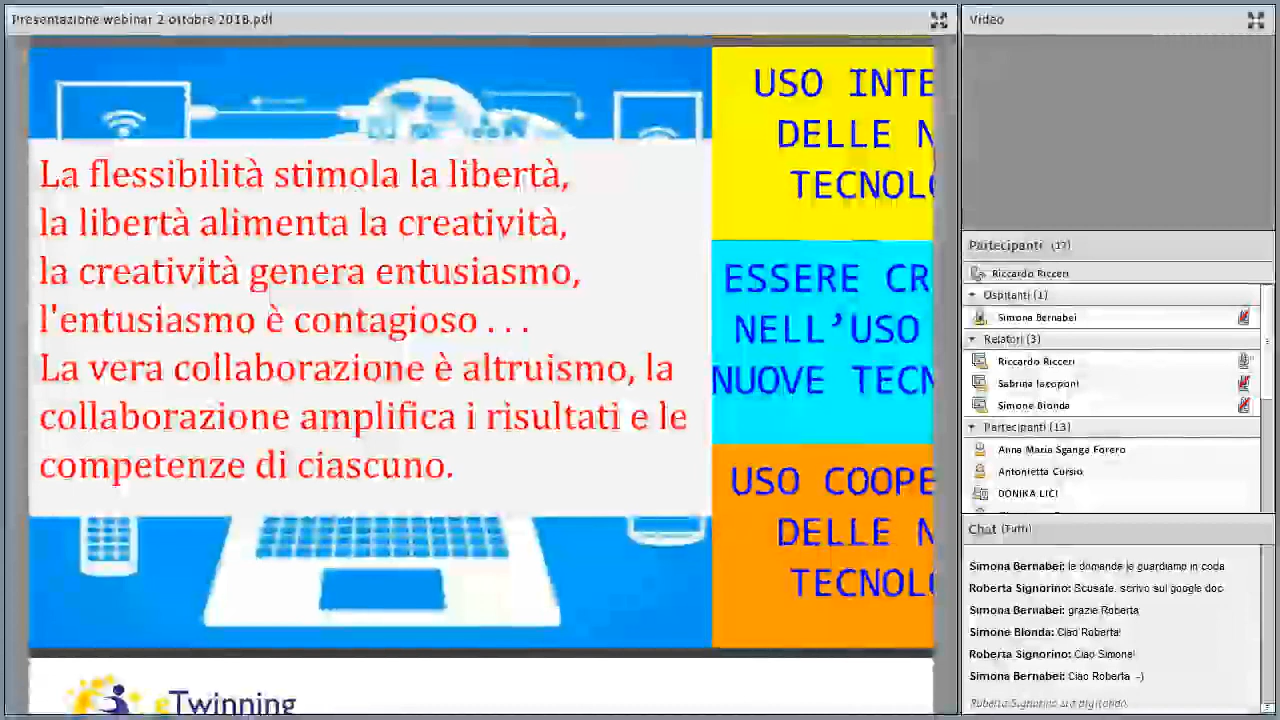 Presentazione webinar 2 ottobre 2018.pdf
La flessibilità stimola la libertà,
la libertà alimenta la creatività,
la creatività genera entusiasmo,
l'entusiasmo è contagioso . . .
La vera collaborazione è altruismo, la
collaborazione amplifica i risultati e le
competenze di ciascuno.
USO INTE
DELLE N
TECNOL
ESSERE CR
NELL’USO
NUOVE TECN
USO COOPE
DELLE N
TECNOL
eTwinning
Video
Partecipanti (17)
Riccardo Ricceri
Ospitanti (1)
Simona Bernabei
Relatori (3)
Riccardo Ricceri
Sabrina Iacoponi
Simone Bionda
Partecipanti (13)
Anna Maria Sganga Forero
Antonietta Cursio
DONIKA LICI
Chat (Tutti)
Simona Bernabei: le domande le guardiamo in coda
Roberta Signorino: Scusate, scrivo sul google doc
Simona Bernabei: grazie Roberta
Simone Bionda: Ciao Roberta!
Roberta Signorino: Ciao Simone!
Simona Bernabei: Ciao Roberta :-)
Roberta Signorino sta digitando.